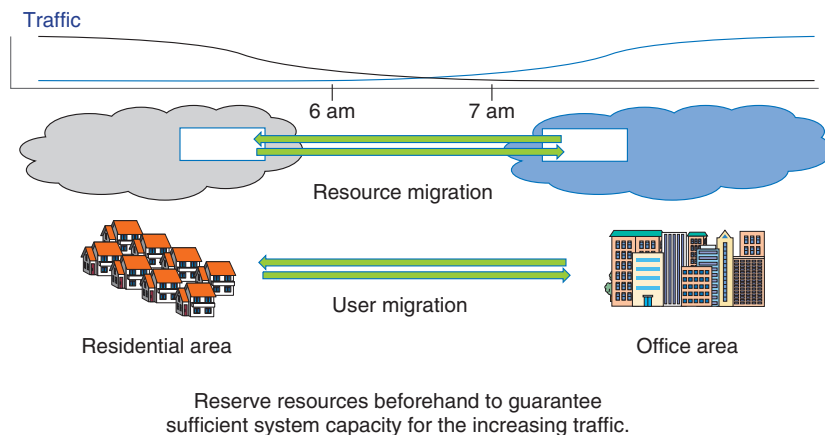 Traffic
6 am
7 am
Resource migration
User migration
Residential area
Office area
Reserve resources beforehand to guarantee
sufficient system capacity for the increasing traffic.